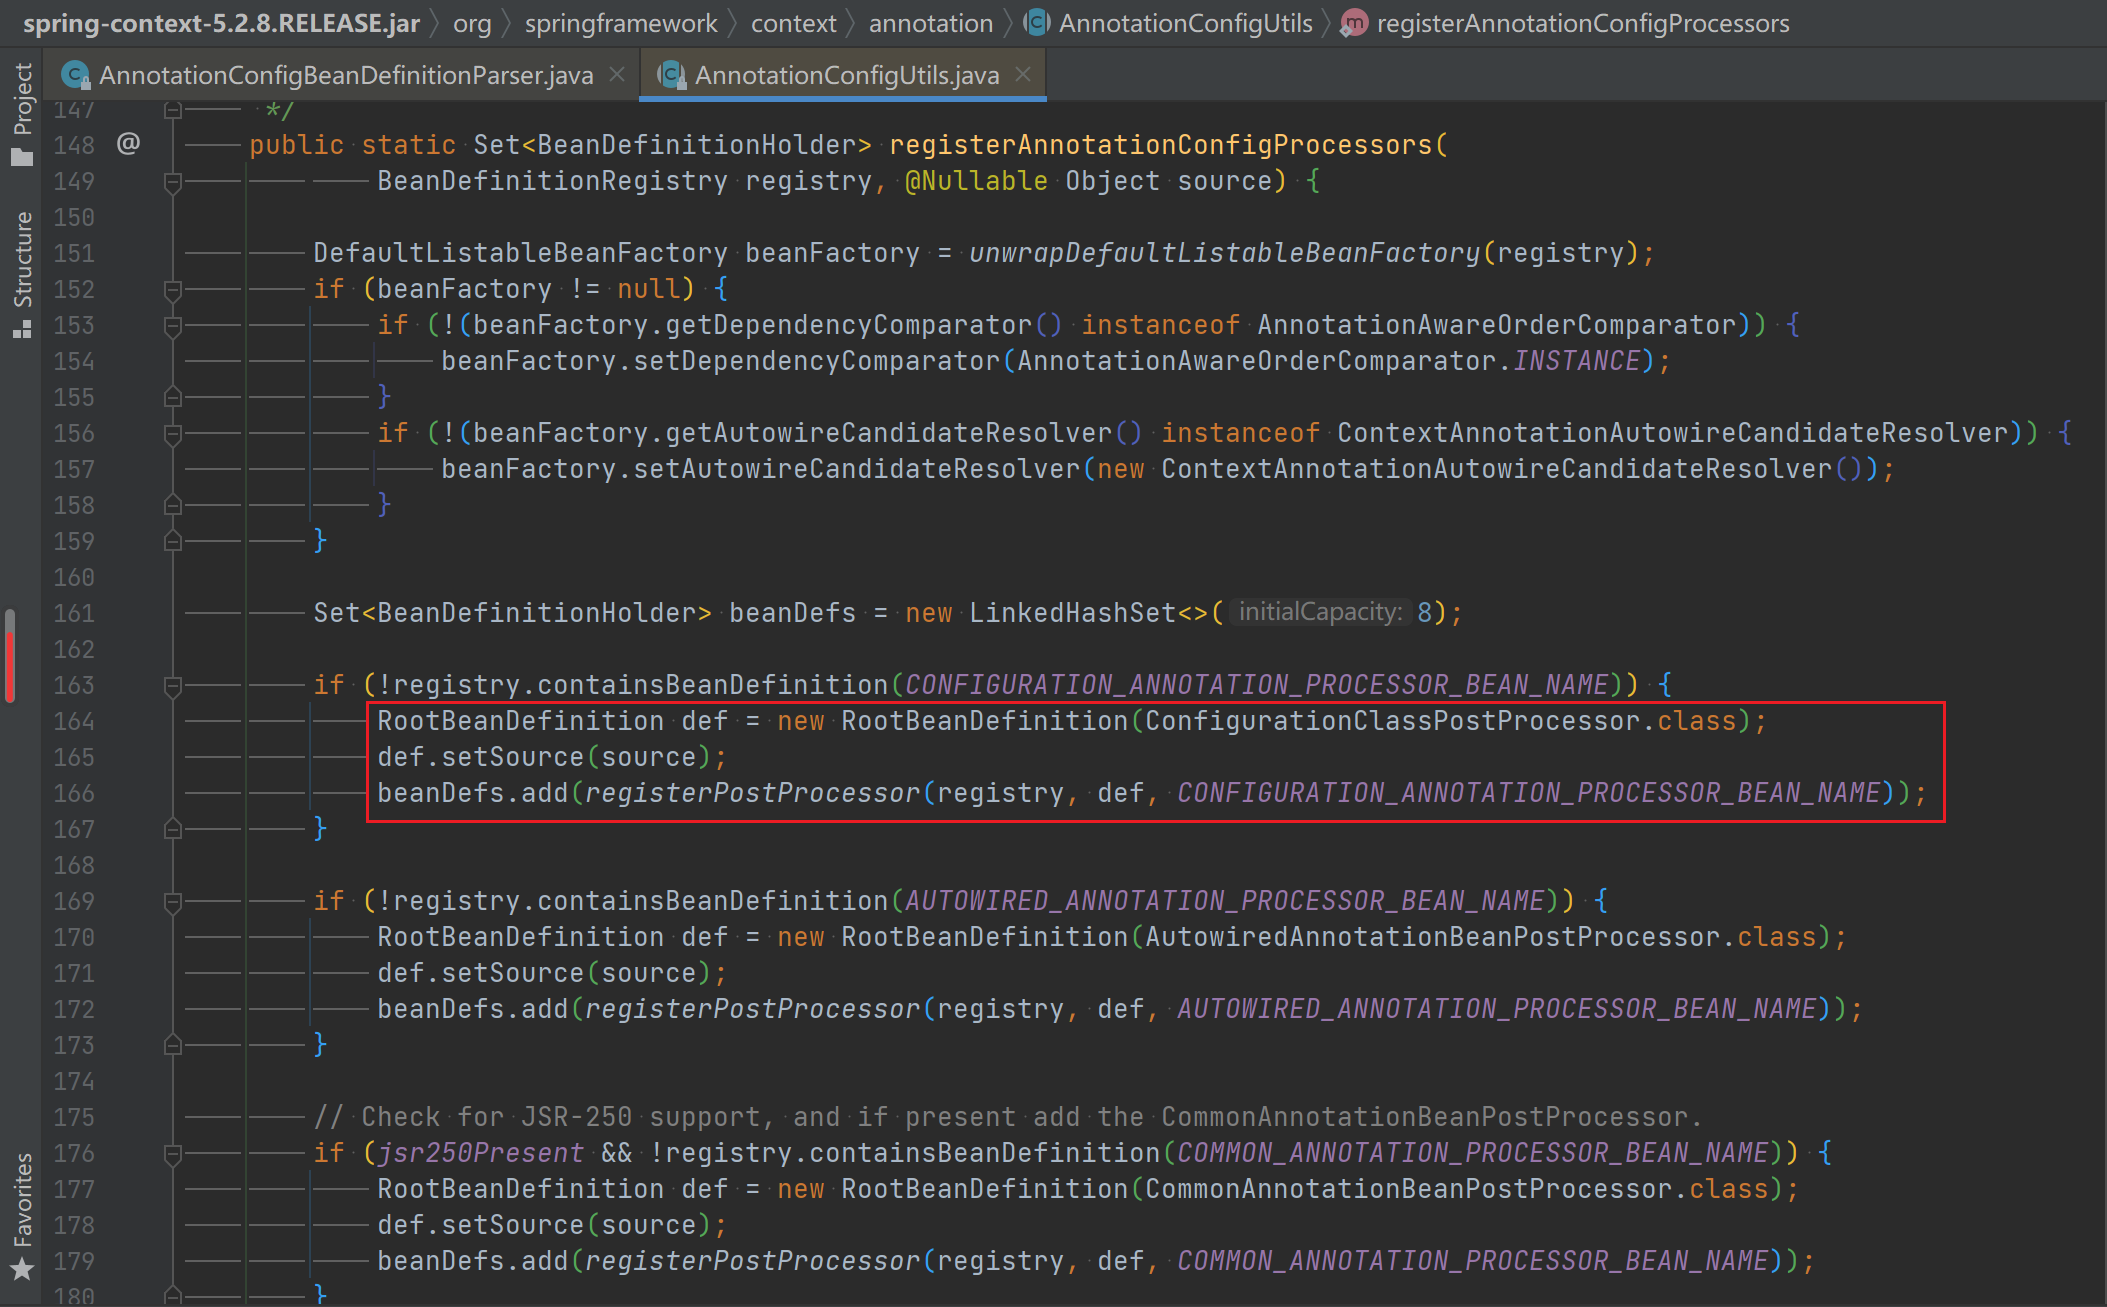 spring-context-5.2.8.RELEASE.jar org springframework context annotation AnnotationConfigUtils registerAnnotationConfigProcessors
AnnotationConfigBeanDefinitionParser.java AnnotationConfigUtils.java
Project
Structure
Favorites
147 */
148 @ public static Set<BeanDefinitionHolder> registerAnnotationConfigProcessors(
149 BeanDefinitionRegistry registry, @Nullable Object source) {
150
151 DefaultListableBeanFactory beanFactory = unwrapDefaultListableBeanFactory(registry);
152 if (beanFactory != null) {
153 if (!(beanFactory.getDependencyComparator() instanceof AnnotationAwareOrderComparator)) {
154 beanFactory.setDependencyComparator(AnnotationAwareOrderComparator.INSTANCE);
155 }
156 if (!(beanFactory.getAutowireCandidateResolver() instanceof ContextAnnotationAutowireCandidateResolver)) {
157 beanFactory.setAutowireCandidateResolver(new ContextAnnotationAutowireCandidateResolver());
158 }
159 }
160
161 Set<BeanDefinitionHolder> beanDefs = new LinkedHashSet<>( initialCapacity: 8);
162
163 if (!registry.containsBeanDefinition(CONFIGURATION_ANNOTATION_PROCESSOR_BEAN_NAME)) {
164 RootBeanDefinition def = new RootBeanDefinition(ConfigurationClassPostProcessor.class);
165 def.setSource(source);
166 beanDefs.add(registerPostProcessor(registry, def, CONFIGURATION_ANNOTATION_PROCESSOR_BEAN_NAME));
167 }
168
169 if (!registry.containsBeanDefinition(AUTOWIRED_ANNOTATION_PROCESSOR_BEAN_NAME)) {
170 RootBeanDefinition def = new RootBeanDefinition(AutowiredAnnotationBeanPostProcessor.class);
171 def.setSource(source);
172 beanDefs.add(registerPostProcessor(registry, def, AUTOWIRED_ANNOTATION_PROCESSOR_BEAN_NAME));
173 }
174
175 // Check for JSR-250 support, and if present add the CommonAnnotationBeanPostProcessor.
176 if (jsr250Present && !registry.containsBeanDefinition(COMMON_ANNOTATION_PROCESSOR_BEAN_NAME)) {
177 RootBeanDefinition def = new RootBeanDefinition(CommonAnnotationBeanPostProcessor.class);
178 def.setSource(source);
179 beanDefs.add(registerPostProcessor(registry, def, COMMON_ANNOTATION_PROCESSOR_BEAN_NAME));
180 }